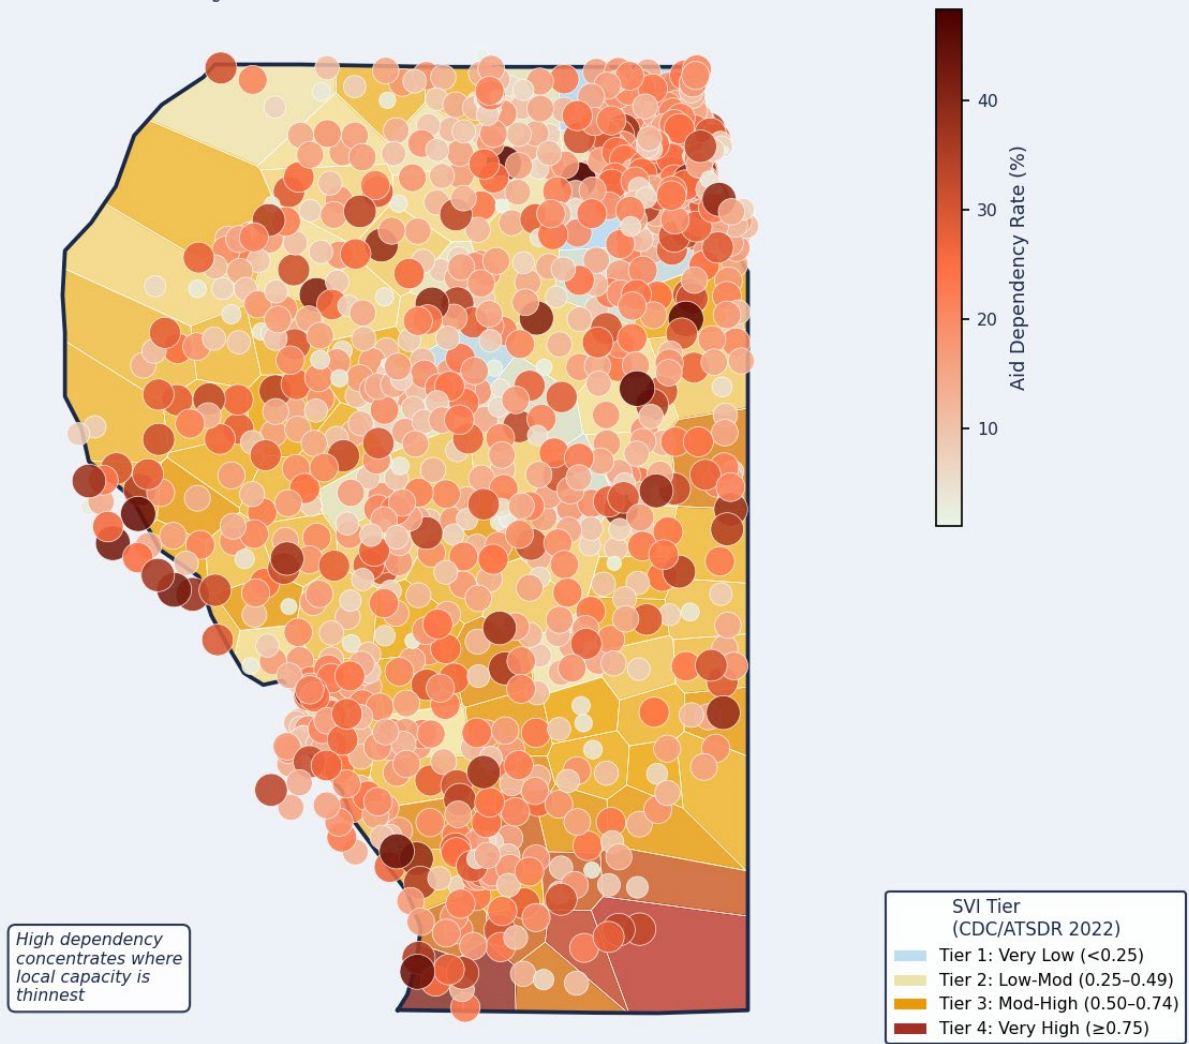 40
30
20
10
Aid Dependency Rate (%)
High dependency
concentrates where
local capacity is
thinnest
SVI Tier
(CDC/ATSDR 2022)
Tier 1: Very Low (<0.25)
Tier 2: Low-Mod (0.25–0.49)
Tier 3: Mod-High (0.50–0.74)
Tier 4: Very High (≥0.75)